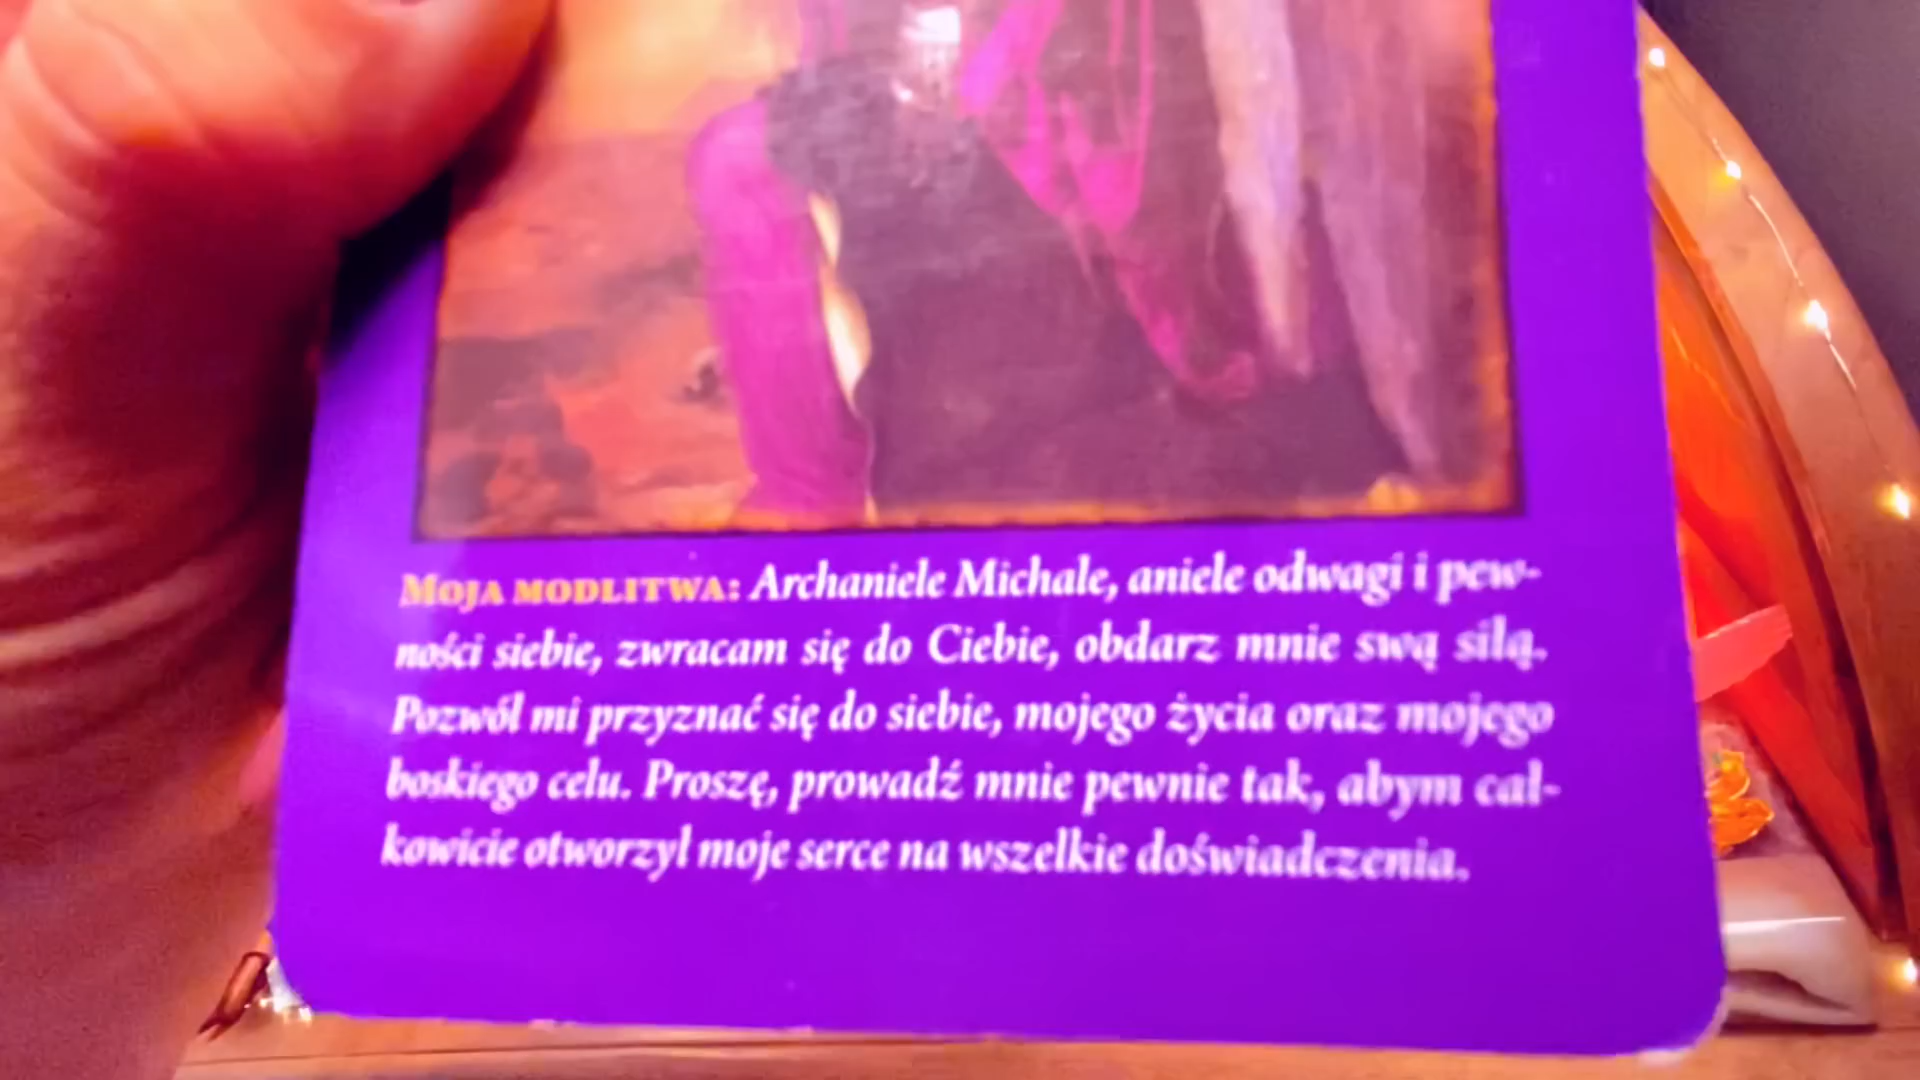 MOJA MODLITWA: Archaniele Michale, aniele odwagi i pew-
ności siebie, zwracam się do Ciebie, obdarz mnie swą siłą.
Pozwól mi przyznać się do siebie, mojego życia oraz mojego
boskiego celu. Proszę, prowadź mnie pewnie tak, abym cał-
kowicie otworzył moje serce na wszelkie doświadczenia.